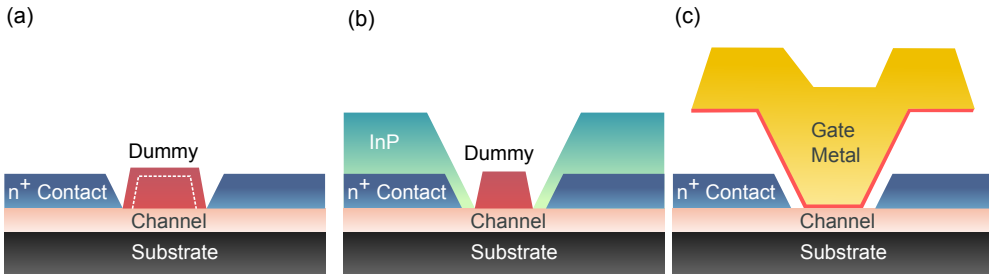 (a)
Dummy
n+ Contact
Channel
Substrate
(b)
InP
Dummy
n+ Contact
Channel
Substrate
(c)
Gate
Metal
n+ Contact
Channel
Substrate